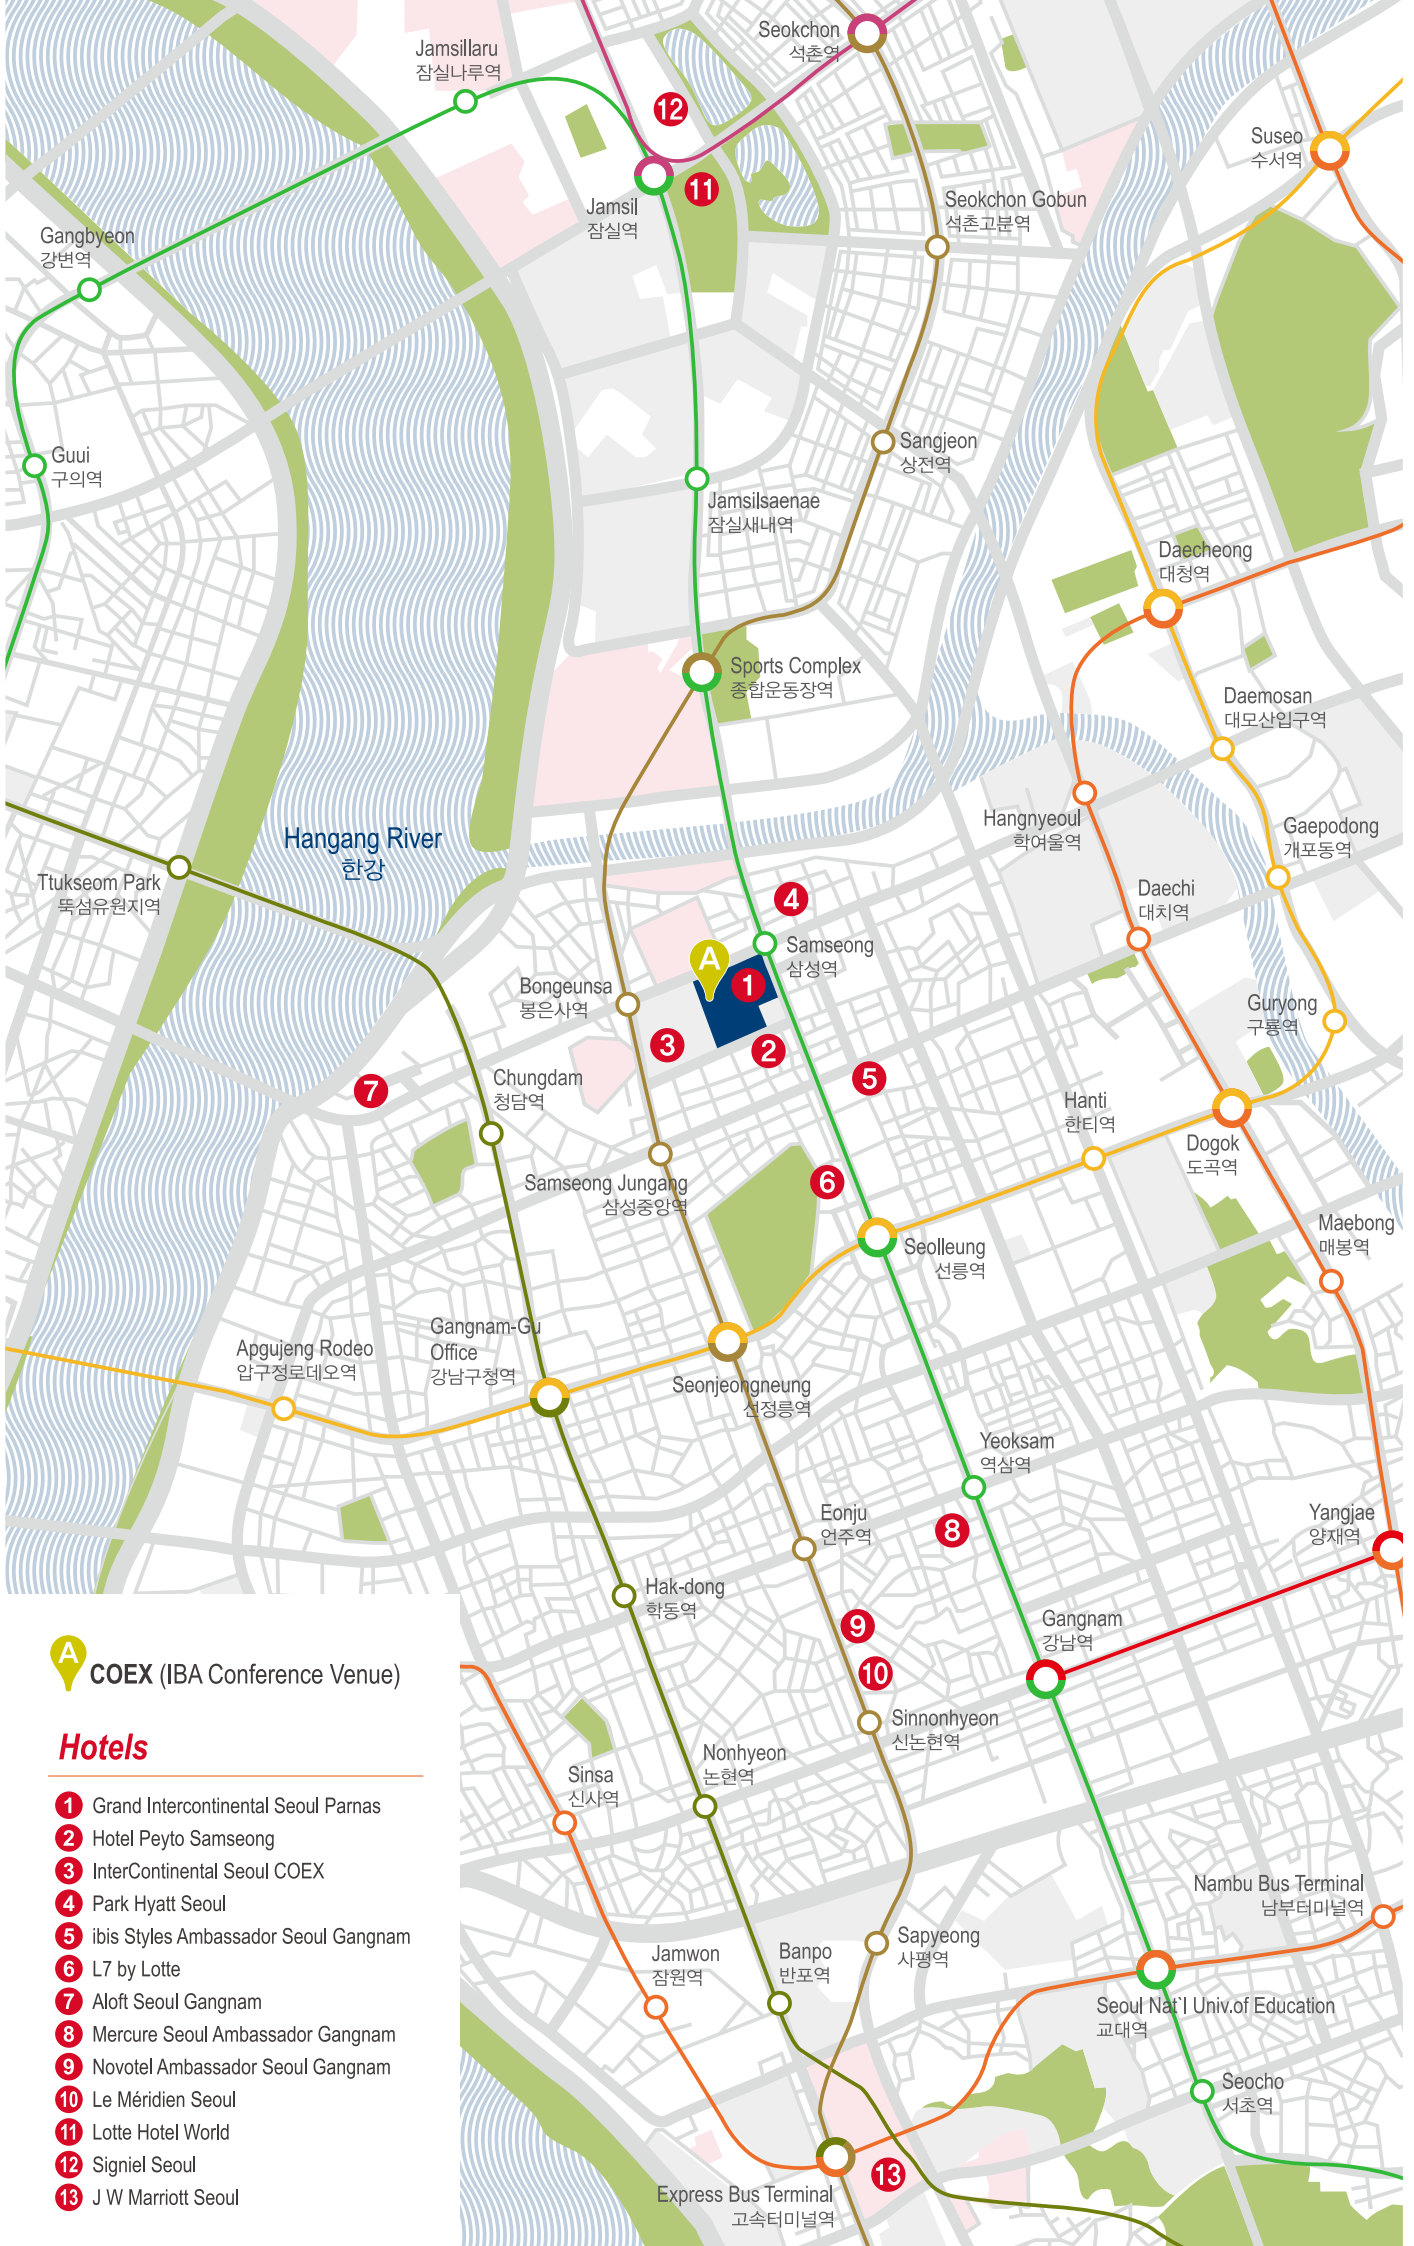 Seokchon
석촌역
Jamsillaru
잠실나루역
12
Suseo
수서역
11
Jamsil
잠실역
Seokchon Gobun
석촌고분역
Gangbyeon
강변역
Guui
구의역
Sangjeon
상전역
Jamsilsaenae
잠실새내역
Daecheong
대청역
Sports Complex
종합운동장역
Daemosan
대모산입구역
Hangang River
한강
Hangnyeoul
학여울역
Gaepodong
개포동역
Ttukseom Park
뚝섬유원지역
Daechi
대치역
4
Samseong
삼성역
A
1
Bongeunsa
봉은사역
Guryong
구룡역
3
2
5
7
Chungdam
청담역
Hanti
한티역
Dogok
도곡역
Samseong Jungang
삼성중앙역
6
Maebong
매봉역
Seolleung
선릉역
Gangnam-Gu
Office
강남구청역
Apgujeng Rodeo
압구정로데오역
Seonjeongneung
선정릉역
Yeoksam
역삼역
Eonju
언주역
8
Yangjae
양재역
Hak-dong
학동역
9
Gangnam
강남역
10
Sinnonhyeon
신논현역
Nonhyeon
논현역
Sinsa
신사역
Nambu Bus Terminal
남부터미널역
Sapyeong
사평역
Jamwon
잠원역
Banpo
반포역
Seoul Nat`l Univ.of Education
교대역
Seocho
서초역
13
Express Bus Terminal
고속터미널역
A COEX (IBA Conference Venue)
Hotels
1 Grand Intercontinental Seoul Parnas
2 Hotel Peyto Samseong
3 InterContinental Seoul COEX
4 Park Hyatt Seoul
5 ibis Styles Ambassador Seoul Gangnam
6 L7 by Lotte
7 Aloft Seoul Gangnam
8 Mercure Seoul Ambassador Gangnam
9 Novotel Ambassador Seoul Gangnam
10 Le Méridien Seoul
11 Lotte Hotel World
12 Signiel Seoul
13 J W Marriott Seoul